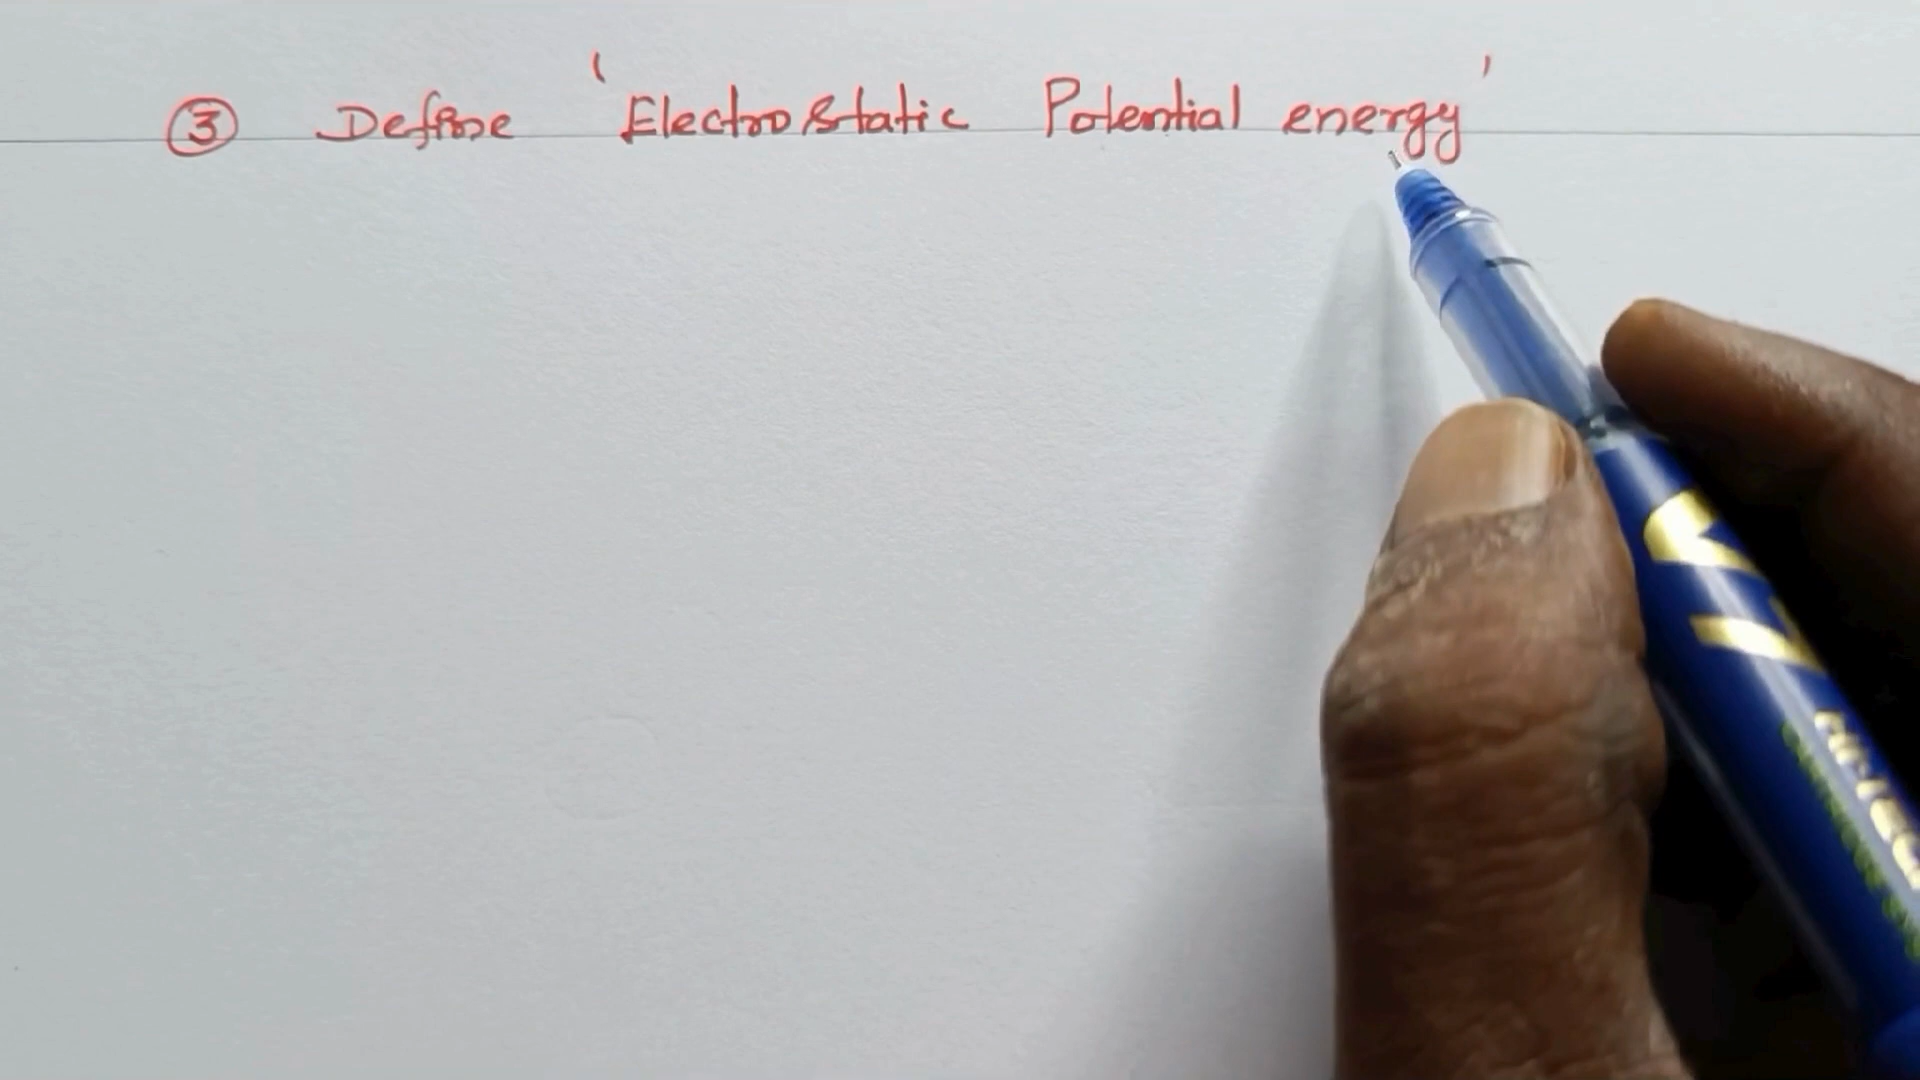 ③ Define 'Electrostatic Potential energy'